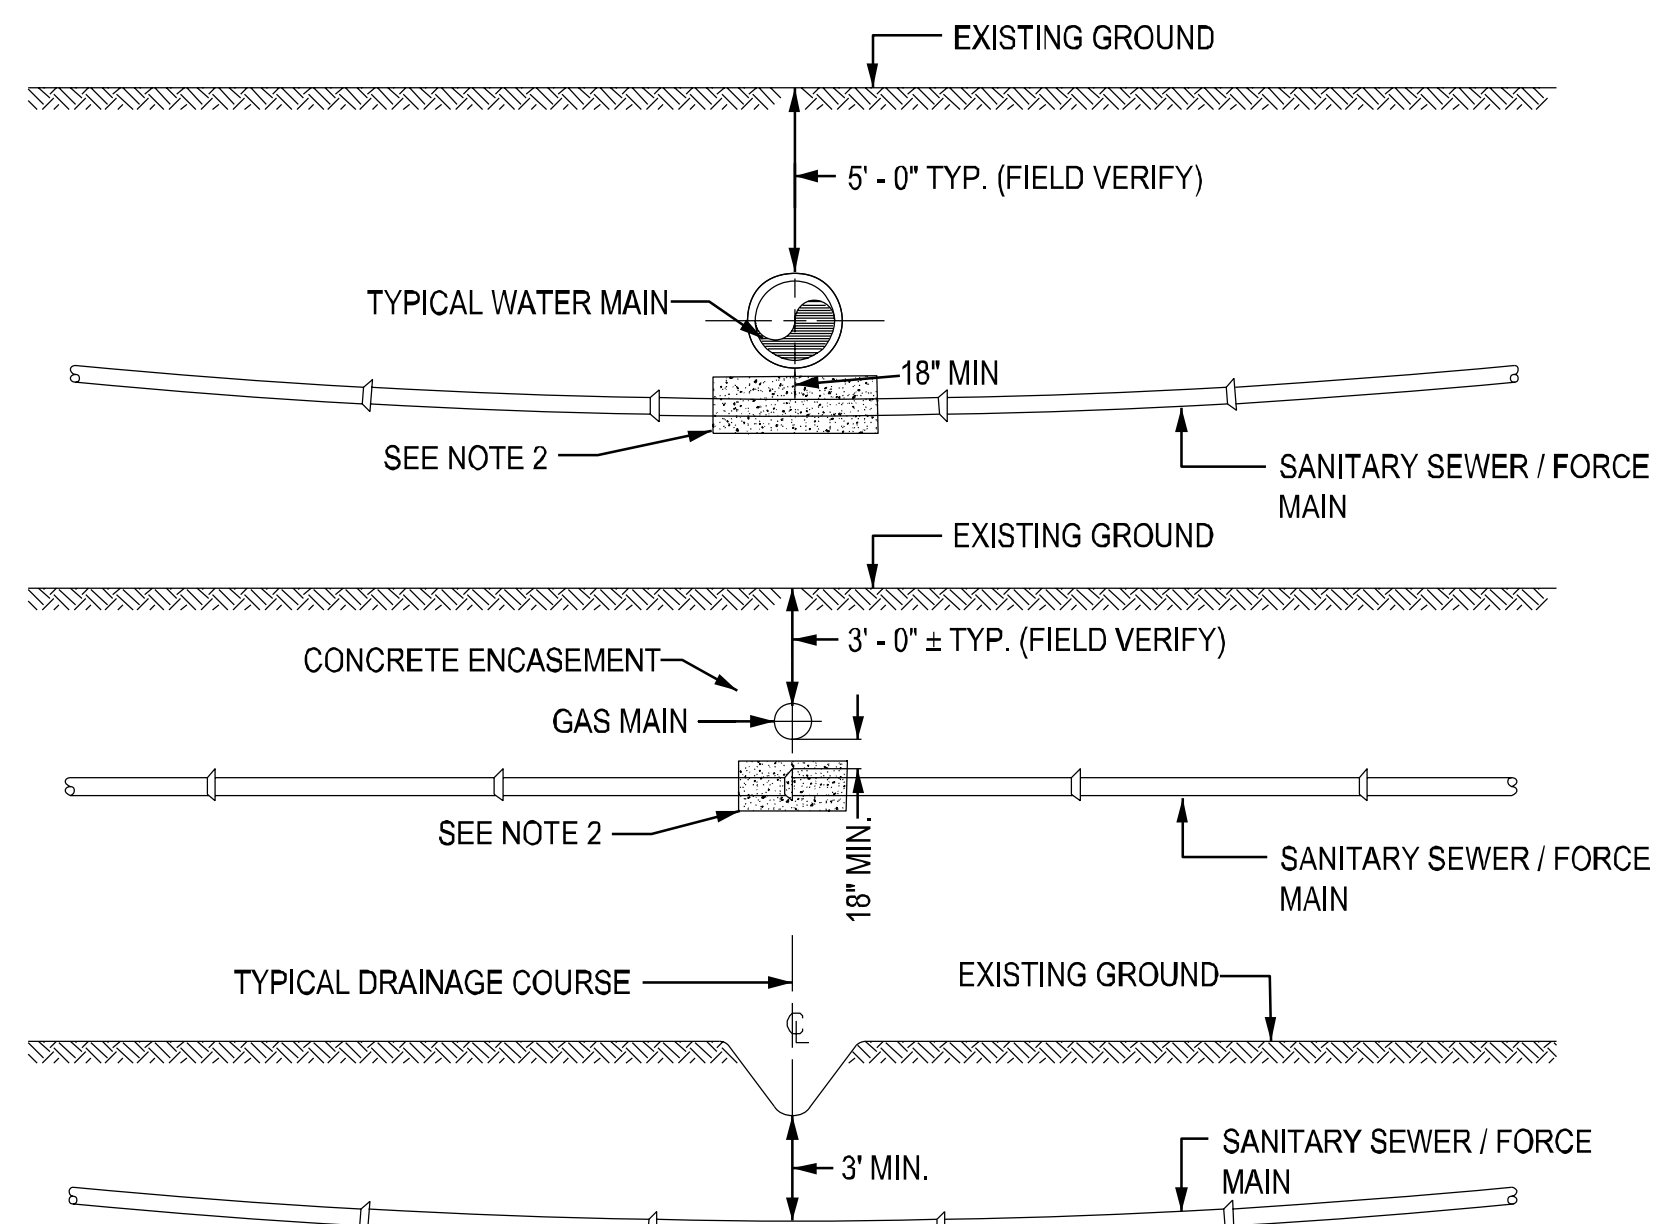 EXISTING GROUND
5' - 0" TYP. (FIELD VERIFY)
TYPICAL WATER MAIN
18" MIN
SEE NOTE 2
SANITARY SEWER / FORCE
MAIN
EXISTING GROUND
3' - 0" ± TYP. (FIELD VERIFY)
CONCRETE ENCASEMENT
GAS MAIN
SEE NOTE 2
18" MIN.
SANITARY SEWER / FORCE
MAIN
TYPICAL DRAINAGE COURSE
EXISTING GROUND
℄
3' MIN.
SANITARY SEWER / FORCE
MAIN